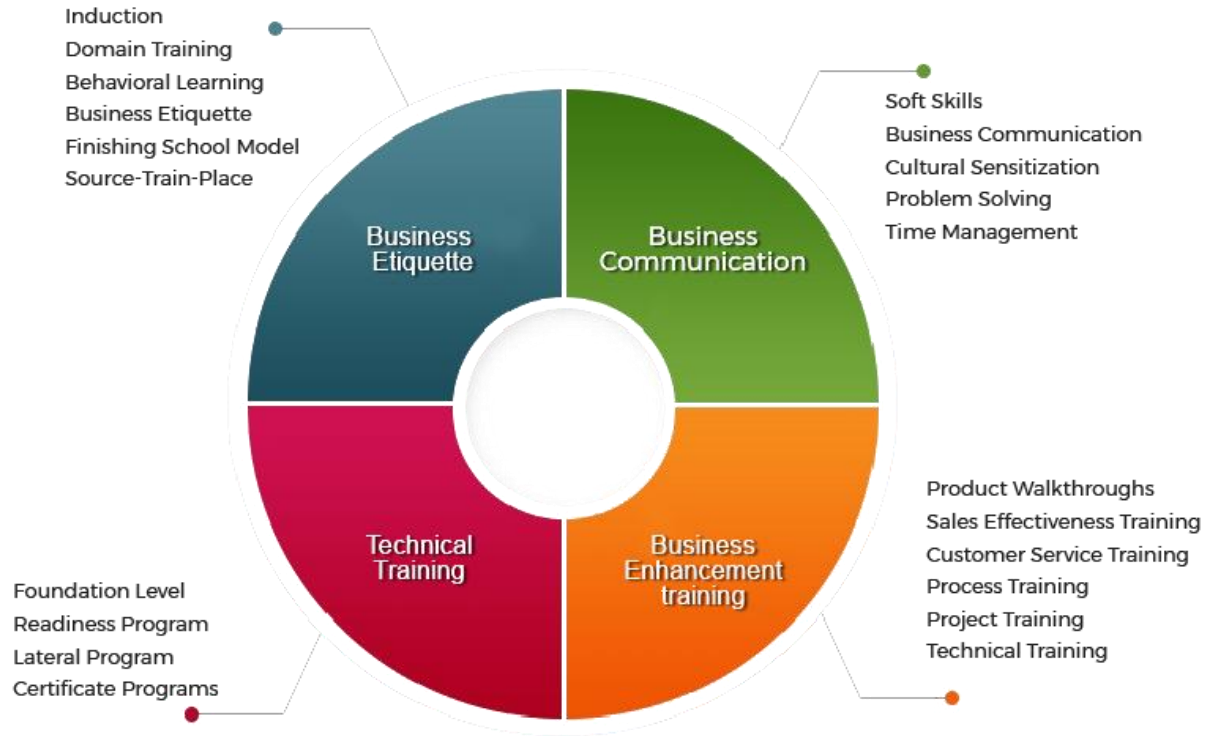 Induction
Domain Training
Behavioral Learning
Business Etiquette
Finishing School Model
Source-Train-Place
Soft Skills
Business Communication
Cultural Sensitization
Problem Solving
Time Management
Business
Etiquette
Business
Communication
Technical
Training
Business
Enhancement
training
Foundation Level
Readiness Program
Lateral Program
Certificate Programs
Product Walkthroughs
Sales Effectiveness Training
Customer Service Training
Process Training
Project Training
Technical Training